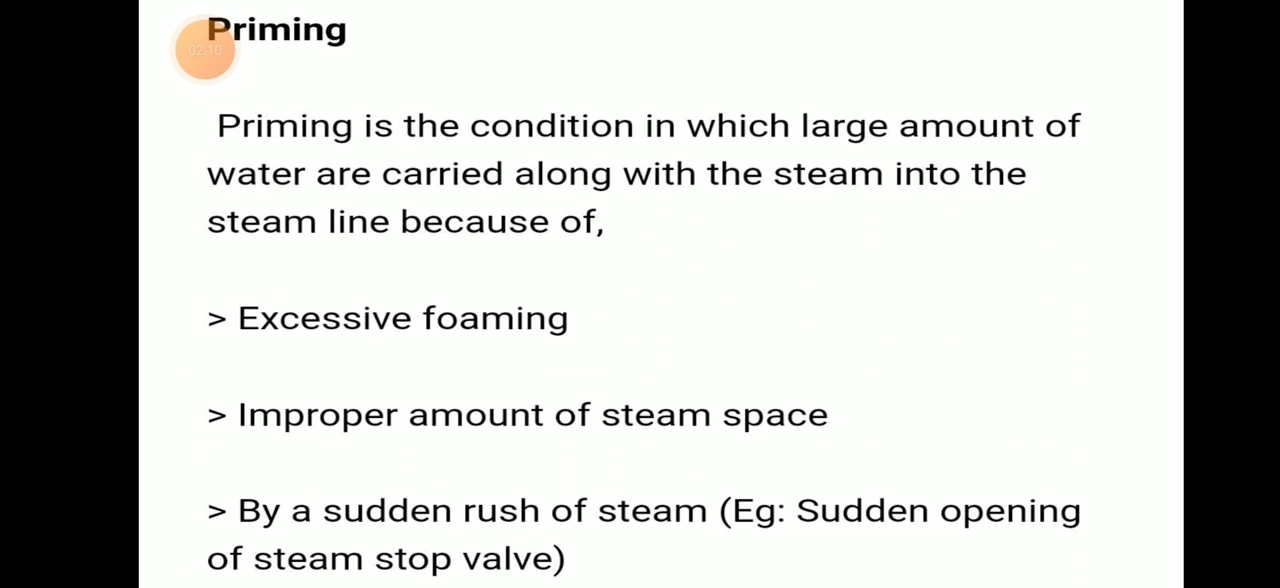 Priming
02:10
Priming is the condition in which large amount of
water are carried along with the steam into the
steam line because of,
> Excessive foaming
> Improper amount of steam space
> By a sudden rush of steam (Eg: Sudden opening
of steam stop valve)